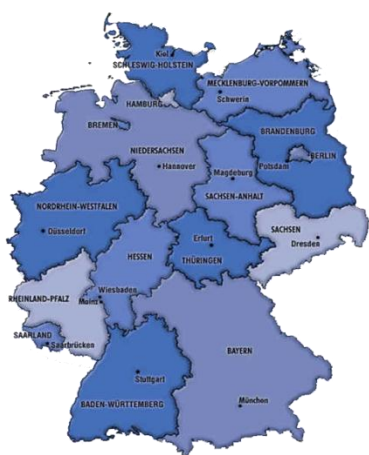 Kiel
SCHLESWIG-HOLSTEIN
MECKLENBURG-VORPOMMERN
Schwerin
HAMBURG
BREMEN
BRANDENBURG
NIEDERSACHSEN
BERLIN
Hannover
Potsdam
Magdeburg
SACHSEN-ANHALT
NORDRHEIN-WESTFALEN
Düsseldorf
SACHSEN
Dresden
Erfurt
THÜRINGEN
HESSEN
Wiesbaden
RHEINLAND-PFALZ
Mainz
SAARLAND
Saarbrücken
BAYERN
Stuttgart
BADEN-WÜRTTEMBERG
München